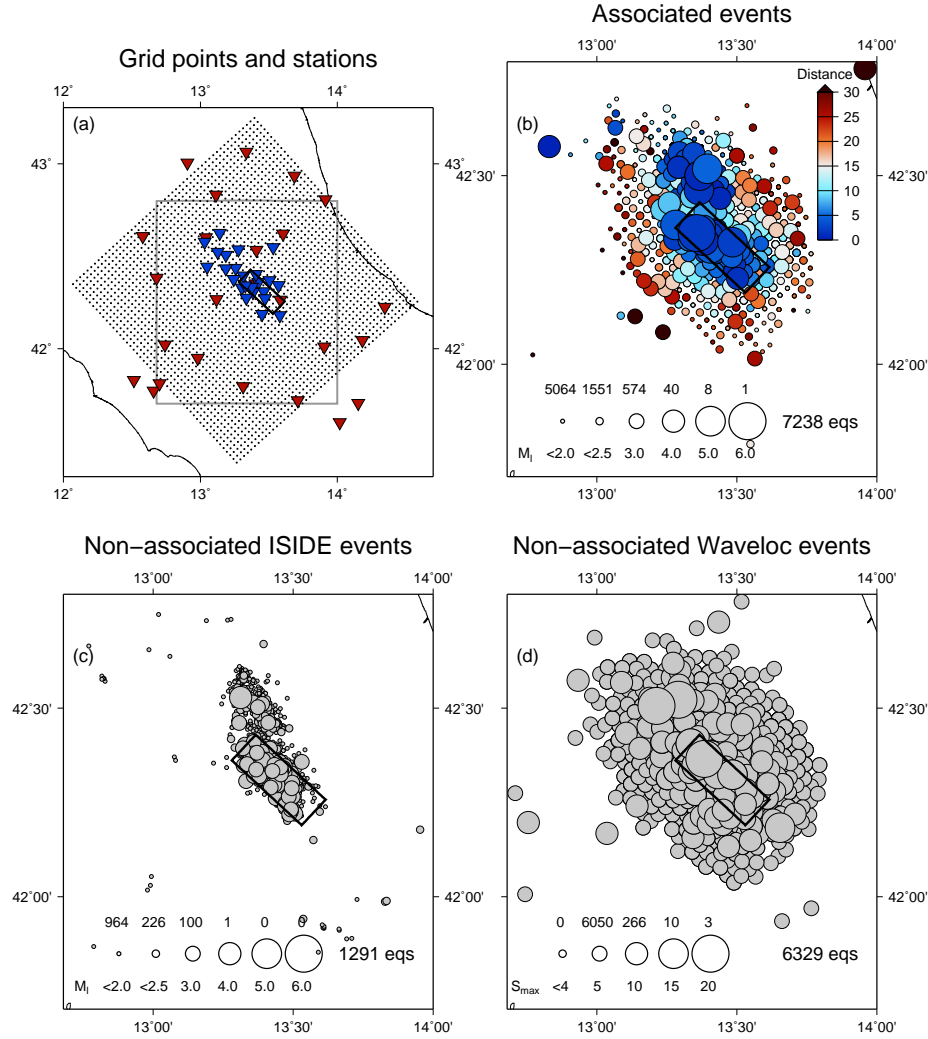 Grid points and stations
12˚ 13˚ 14˚
(a)
43˚ 43˚
42˚ 42˚
12˚ 13˚ 14˚
Associated events
13˚00' 13˚30' 14˚00'
(b)
Distance
30
25
20
15
10
5
0
42˚30'
42˚00'
5064 1551 574 40 8 1
7238 eqs
Ml <2.0 <2.5 3.0 4.0 5.0 6.0
13˚00' 13˚30' 14˚00'
Non−associated ISIDE events
13˚00' 13˚30' 14˚00'
(c)
42˚30' 42˚30'
42˚00' 42˚00'
964 226 100 1 0 0
1291 eqs
Ml <2.0 <2.5 3.0 4.0 5.0 6.0
13˚00' 13˚30' 14˚00'
Non−associated Waveloc events
13˚00' 13˚30' 14˚00'
(d)
0 6050 266 10 3
6329 eqs
Smax <4 5 10 15 20
13˚00' 13˚30' 14˚00'